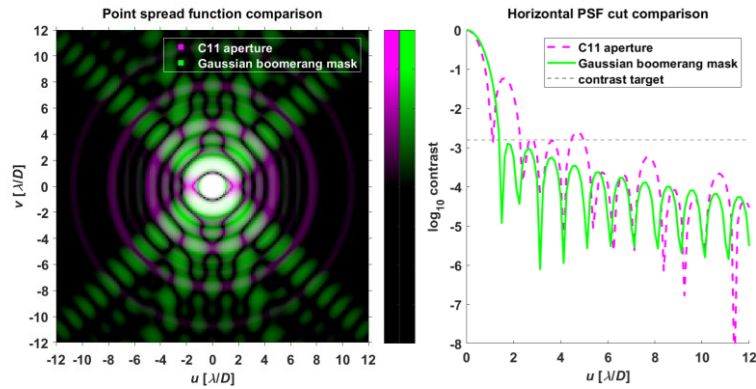 Point spread function comparison
C11 aperture
Gaussian boomerang mask
12
10
8
6
4
2
0
-2
-4
-6
-8
-10
-12
v [λ/D]
-12 -10 -8 -6 -4 -2 0 2 4 6 8 10 12
u [λ/D]
Horizontal PSF cut comparison
C11 aperture
Gaussian boomerang mask
contrast target
0
-1
-2
-3
-4
-5
-6
-7
-8
log10 contrast
0 2 4 6 8 10 12
u [λ/D]